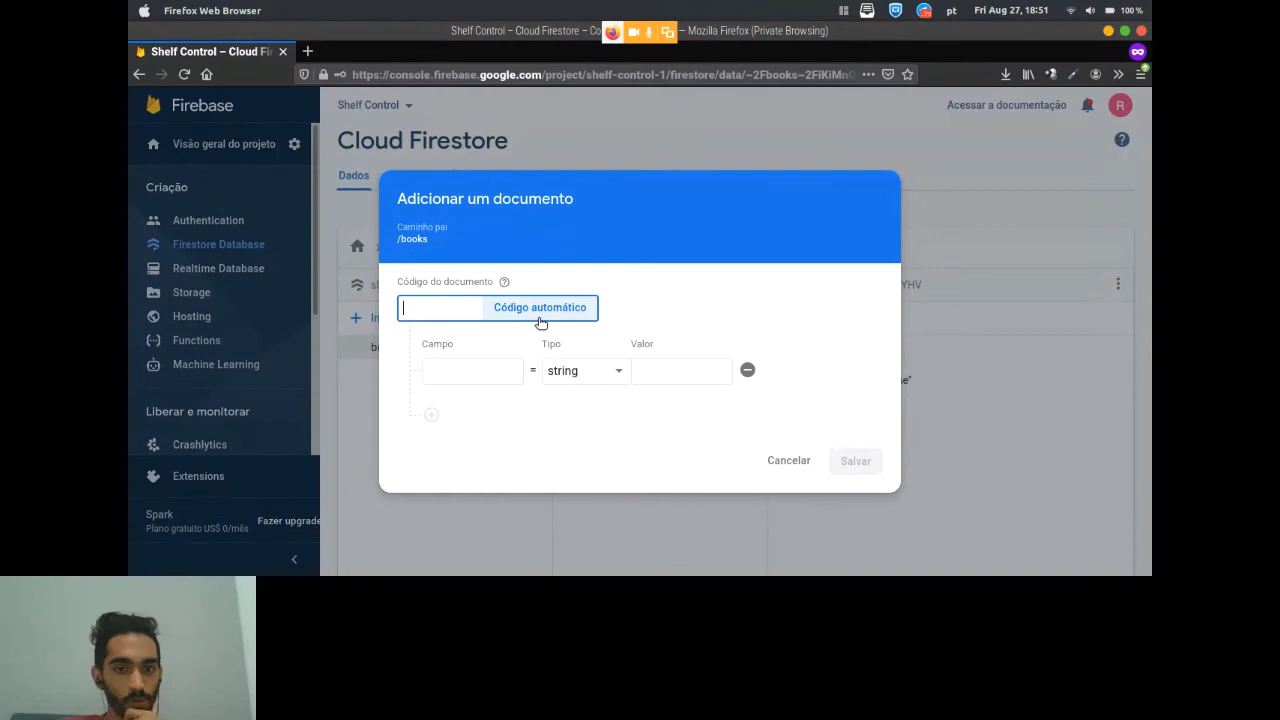 Firefox Web Browser
pt
Fri Aug 27, 18:51
100 %
Shelf Control – Cloud Firestore – Co
— Mozilla Firefox (Private Browsing)
Shelf Control – Cloud Fi
https://console.firebase.google.com/project/shelf-control-1/firestore/data/~2Fbooks~2FiKiMn
Firebase
Shelf Control
Acessar a documentação
R
Visão geral do projeto
Cloud Firestore
Dados
Criação
Authentication
Firestore Database
Realtime Database
Storage
Hosting
Functions
Machine Learning
Liberar e monitorar
Crashlytics
Extensions
Spark
Plano gratuito US$ 0/mês
Fazer upgrade
Adicionar um documento
Caminho pai
/books
Código do documento
Código automático
Campo
Tipo
Valor
=
string
Cancelar
Salvar
YHV
e"